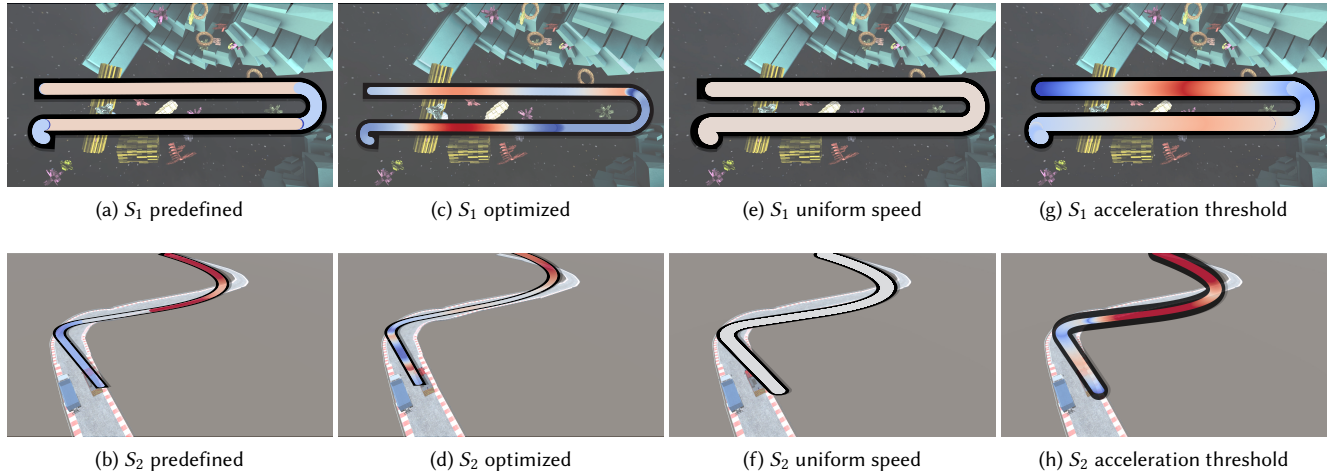 (a) S₁ predefined
(c) S₁ optimized
(e) S₁ uniform speed
(g) S₁ acceleration threshold
(b) S₂ predefined
(d) S₂ optimized
(f) S₂ uniform speed
(h) S₂ acceleration threshold